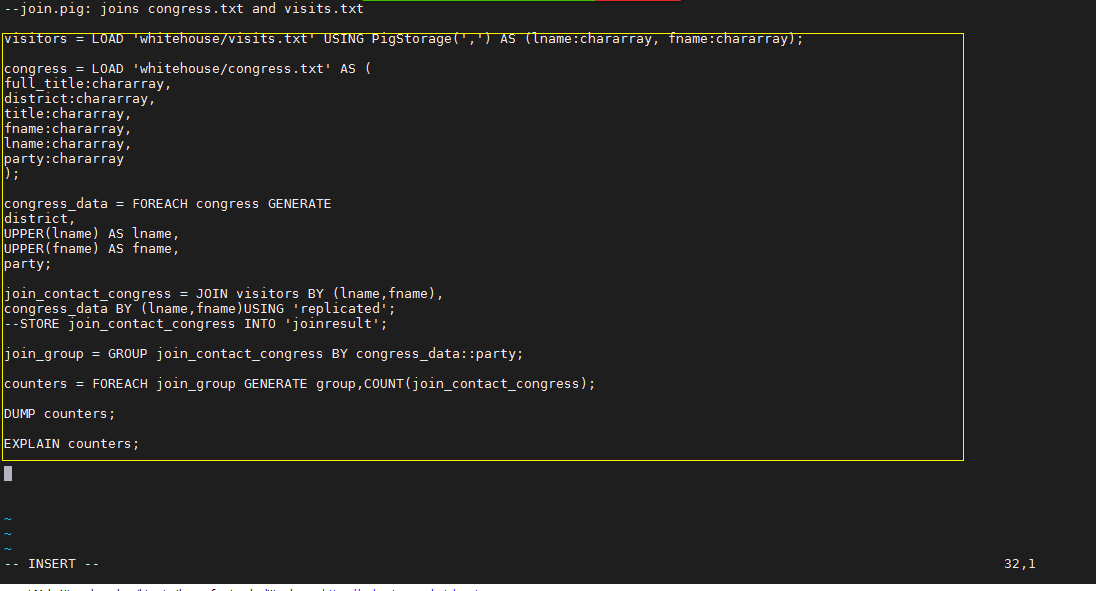 --join.pig: joins congress.txt and visits.txt
visitors = LOAD 'whitehouse/visits.txt' USING PigStorage(',') AS (lname:chararray, fname:chararray);
congress = LOAD 'whitehouse/congress.txt' AS (
full_title:chararray,
district:chararray,
title:chararray,
fname:chararray,
lname:chararray,
party:chararray
);
congress_data = FOREACH congress GENERATE
district,
UPPER(lname) AS lname,
UPPER(fname) AS fname,
party;
join_contact_congress = JOIN visitors BY (lname,fname),
congress_data BY (lname,fname)USING 'replicated';
--STORE join_contact_congress INTO 'joinresult';
join_group = GROUP join_contact_congress BY congress_data::party;
counters = FOREACH join_group GENERATE group,COUNT(join_contact_congress);
DUMP counters;
EXPLAIN counters;
~
~
~
-- INSERT -- 32,1